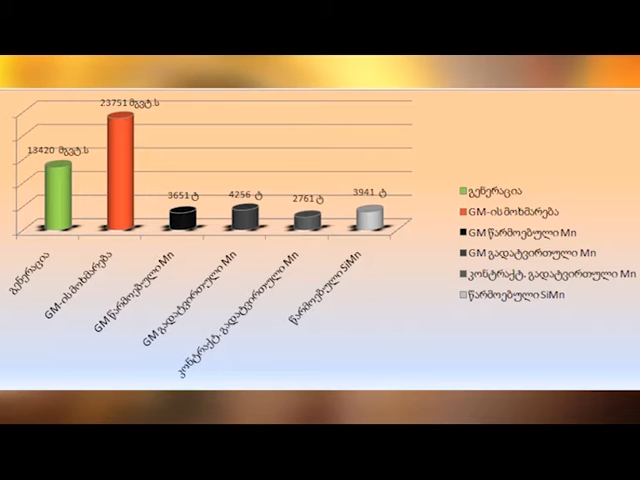 23751 მგვტ.ს
13420 მგვტ.ს
3651 ტ
4256 ტ
2761 ტ
3941 ტ
გენერაცია
GM-ის მოხმარება
GM წარმოებული Mn
GM გადატვირთული Mn
კონტრაქტ. გადატვირთული Mn
წარმოებული SiMn
გენერაცია
GM-ის მოხმარება
GM წარმოებული Mn
GM გადატვირთული Mn
კონტრაქტ. გადატვირთული Mn
წარმოებული SiMn